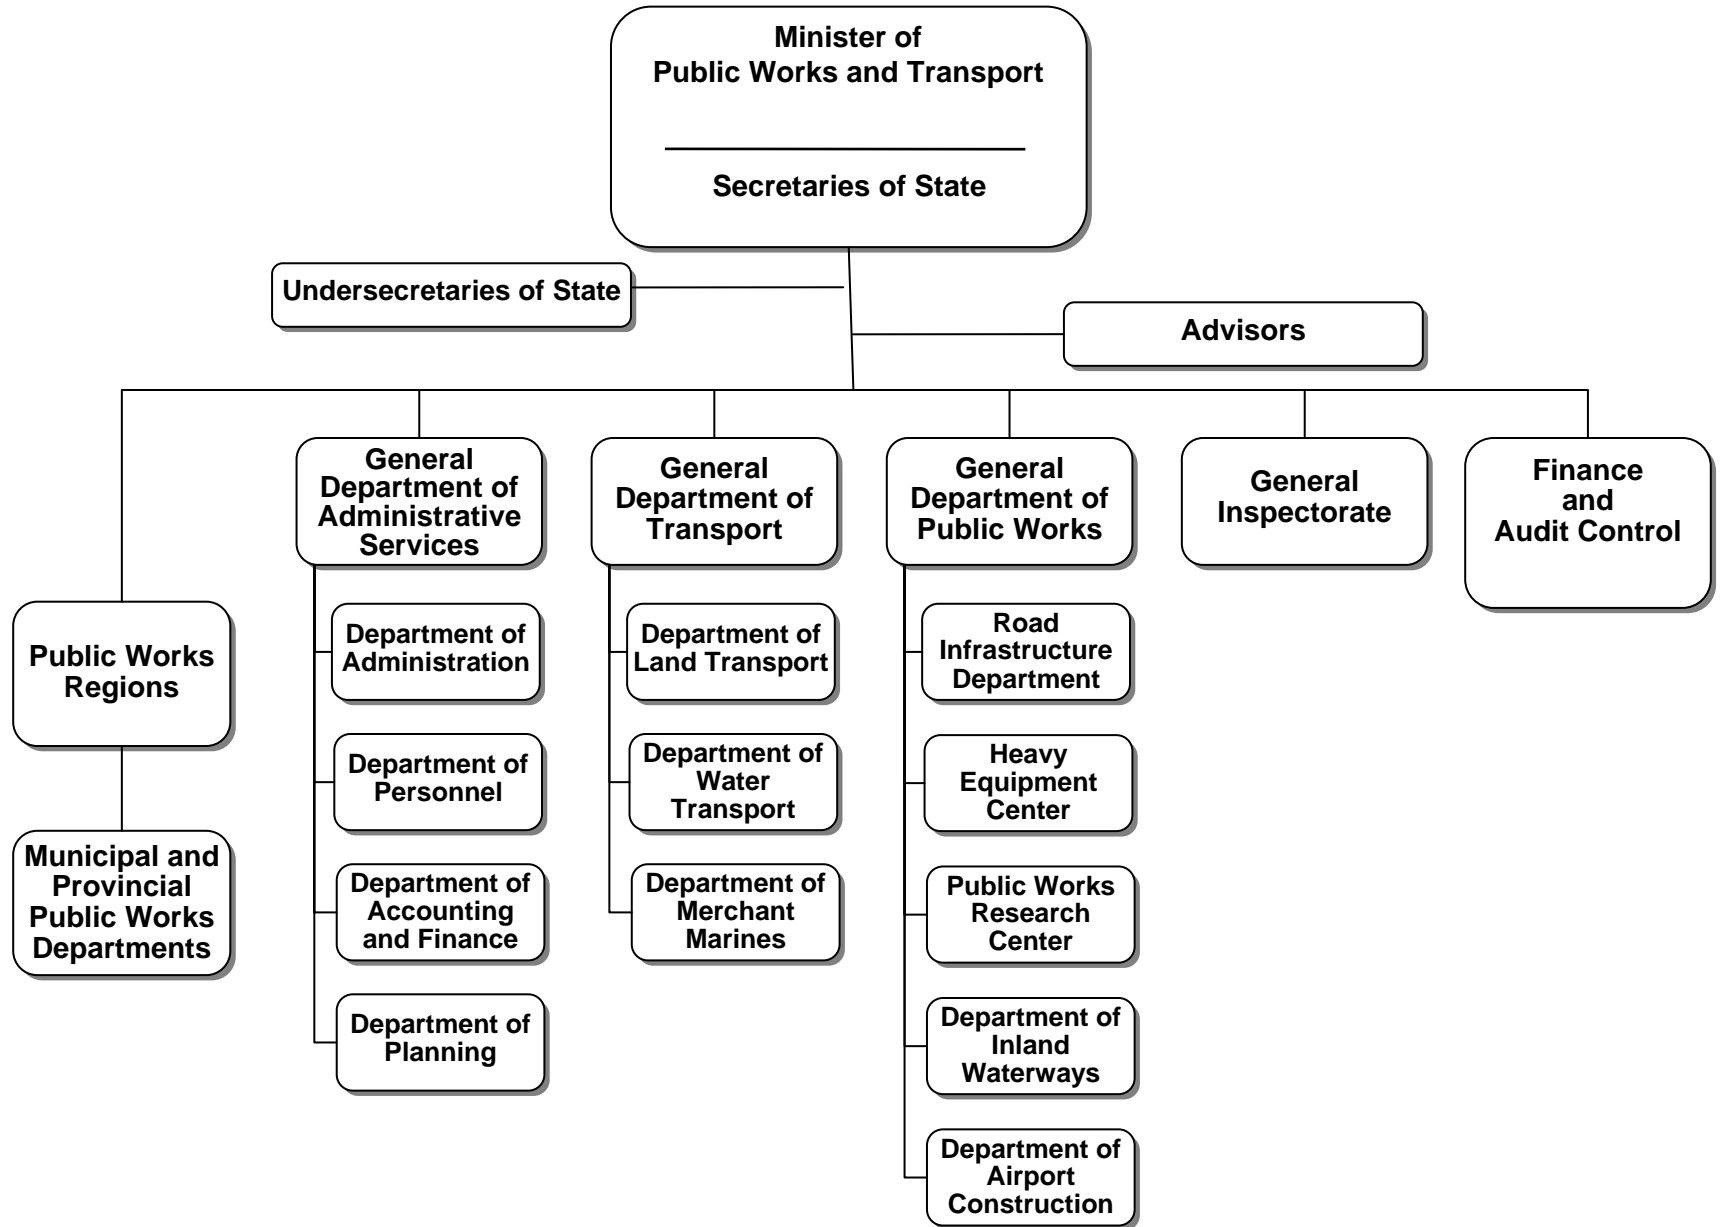 Minister of
Public Works and Transport
Secretaries of State
Undersecretaries of State
Advisors
General
Department of
Administrative
Services
General
Department of
Transport
General
Department of
Public Works
General
Inspectorate
Finance
and
Audit Control
Public Works
Regions
Municipal and
Provincial
Public Works
Departments
Department of
Administration
Department of
Personnel
Department of
Accounting
and Finance
Department of
Planning
Department of
Land Transport
Department of
Water
Transport
Department of
Merchant
Marines
Road
Infrastructure
Department
Heavy
Equipment
Center
Public Works
Research
Center
Department of
Inland
Waterways
Department of
Airport
Construction